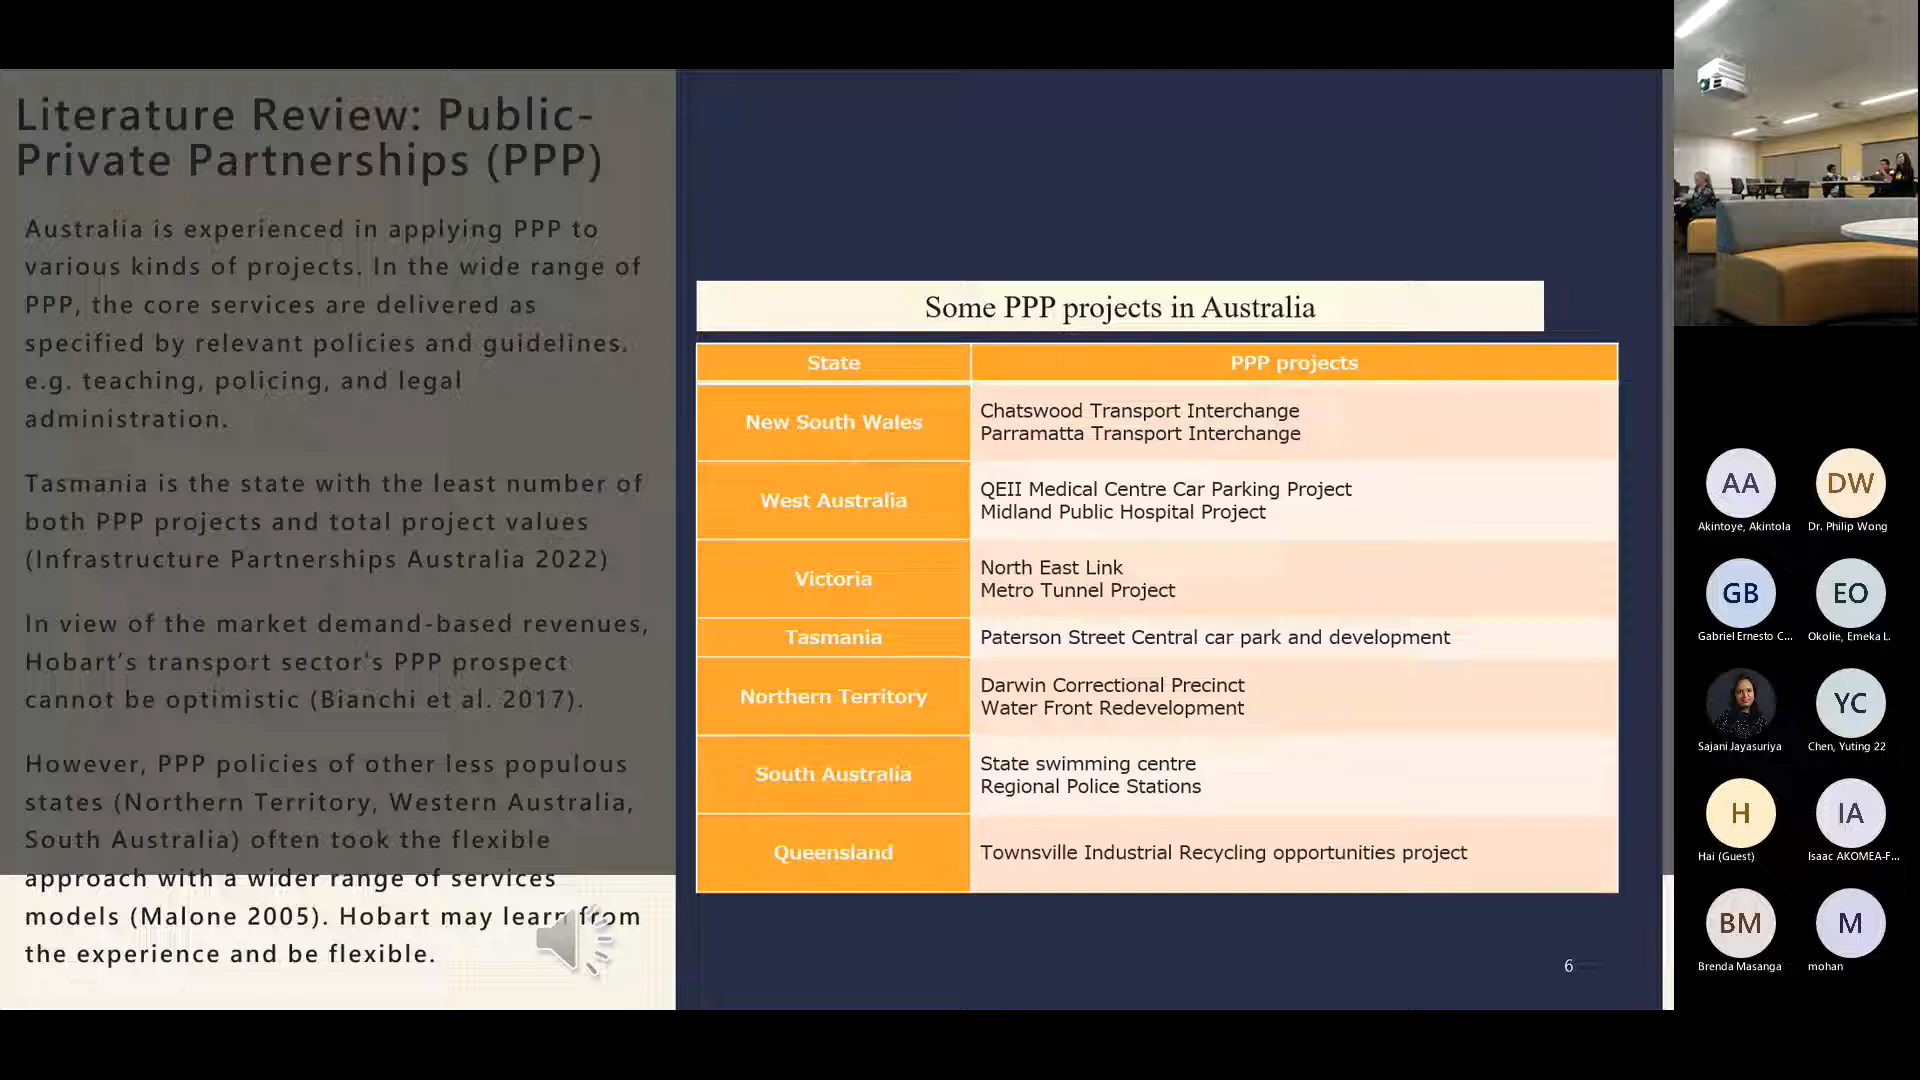 Literature Review: Public-
Private Partnerships (PPP)
Australia is experienced in applying PPP to
various kinds of projects. In the wide range of
PPP, the core services are delivered as
specified by relevant policies and guidelines.
e.g. teaching, policing, and legal
administration.
Tasmania is the state with the least number of
both PPP projects and total project values
(Infrastructure Partnerships Australia 2022)
In view of the market demand-based revenues,
Hobart's transport sector's PPP prospect
cannot be optimistic (Bianchi et al. 2017).
However, PPP policies of other less populous
states (Northern Territory, Western Australia,
South Australia) often took the flexible
approach with a wider range of services
models (Malone 2005). Hobart may learn from
the experience and be flexible.
Some PPP projects in Australia
State
PPP projects
New South Wales
Chatswood Transport Interchange
Parramatta Transport Interchange
West Australia
QEII Medical Centre Car Parking Project
Midland Public Hospital Project
Victoria
North East Link
Metro Tunnel Project
Tasmania
Paterson Street Central car park and development
Northern Territory
Darwin Correctional Precinct
Water Front Redevelopment
South Australia
State swimming centre
Regional Police Stations
Queensland
Townsville Industrial Recycling opportunities project
6
AA
Akintoye, Akintola
DW
Dr. Philip Wong
GB
Gabriel Ernesto C...
EO
Okolie, Emeka L.
Sajani Jayasuriya
YC
Chen, Yuting 22
H
Hai (Guest)
IA
Isaac AKOMEA-F...
BM
Brenda Masanga
M
mohan